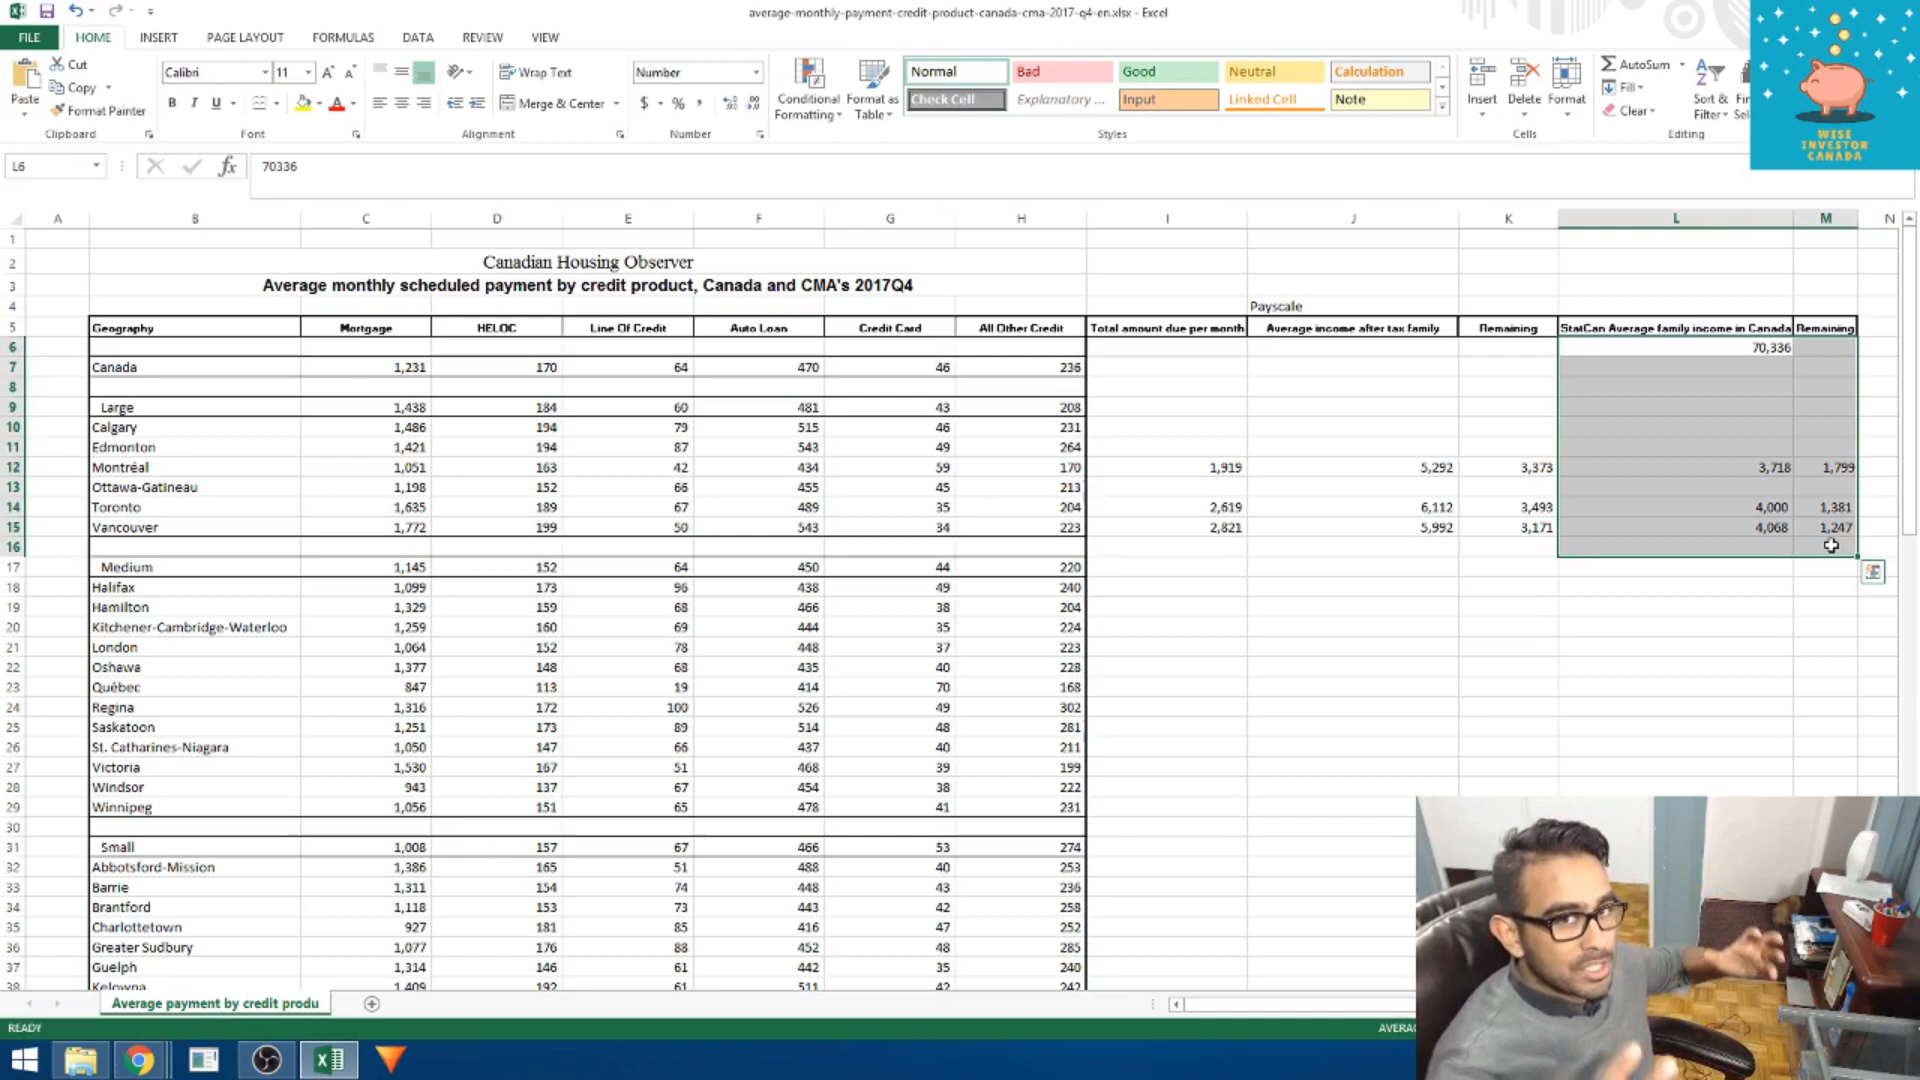 average-monthly-payment-credit-product-canada-cma-2017-q4-en.xlsx - Excel
FILE HOME INSERT PAGE LAYOUT FORMULAS DATA REVIEW VIEW
Paste
Cut
Copy
Format Painter
Clipboard
Calibri 11
B I U
Font
Wrap Text
Merge & Center
Alignment
Number
$ % ,
Number
Conditional Formatting
Format as Table
Normal Bad Good Neutral Calculation
Check Cell Explanatory ... Input Linked Cell Note
Styles
Insert Delete Format
Cells
AutoSum
Fill
Clear
Sort &
Filter
Editing
WISE
INVESTOR
CANADA
L6 fx 70336
A B C D E F G H I J K L M N
1
2 Canadian Housing Observer
3 Average monthly scheduled payment by credit product, Canada and CMA's 2017Q4
4 Payscale
5 Geography Mortgage HELOC Line Of Credit Auto Loan Credit Card All Other Credit Total amount due per month Average income after tax family Remaining StatCan Average family income in Canada Remaining
6 70,336
7 Canada 1,231 170 64 470 46 236
8
9 Large 1,438 184 60 481 43 208
10 Calgary 1,486 194 79 515 46 231
11 Edmonton 1,421 194 87 543 49 264
12 Montréal 1,051 163 42 434 59 170 1,919 5,292 3,373 3,718 1,799
13 Ottawa-Gatineau 1,198 152 66 455 45 213
14 Toronto 1,635 189 67 489 35 204 2,619 6,112 3,493 4,000 1,381
15 Vancouver 1,772 199 50 543 34 223 2,821 5,992 3,171 4,068 1,247
16
17 Medium 1,145 152 64 450 44 220
18 Halifax 1,099 173 96 438 49 240
19 Hamilton 1,329 159 68 466 38 204
20 Kitchener-Cambridge-Waterloo 1,259 160 69 444 35 224
21 London 1,064 152 78 448 37 223
22 Oshawa 1,377 148 68 435 40 228
23 Québec 847 113 19 414 70 168
24 Regina 1,316 172 100 526 49 302
25 Saskatoon 1,251 173 89 514 48 281
26 St. Catharines-Niagara 1,050 147 66 437 40 211
27 Victoria 1,530 167 51 468 39 199
28 Windsor 943 137 67 454 38 222
29 Winnipeg 1,056 151 65 478 41 231
30
31 Small 1,008 157 67 466 53 274
32 Abbotsford-Mission 1,386 165 51 488 40 253
33 Barrie 1,311 154 74 448 43 236
34 Brantford 1,118 153 73 443 42 258
35 Charlottetown 927 181 85 416 47 252
36 Greater Sudbury 1,077 176 88 452 48 285
37 Guelph 1,314 146 61 442 35 240
38 Kelowna 1,409 192 61 511 42 242
Average payment by credit produ
READY